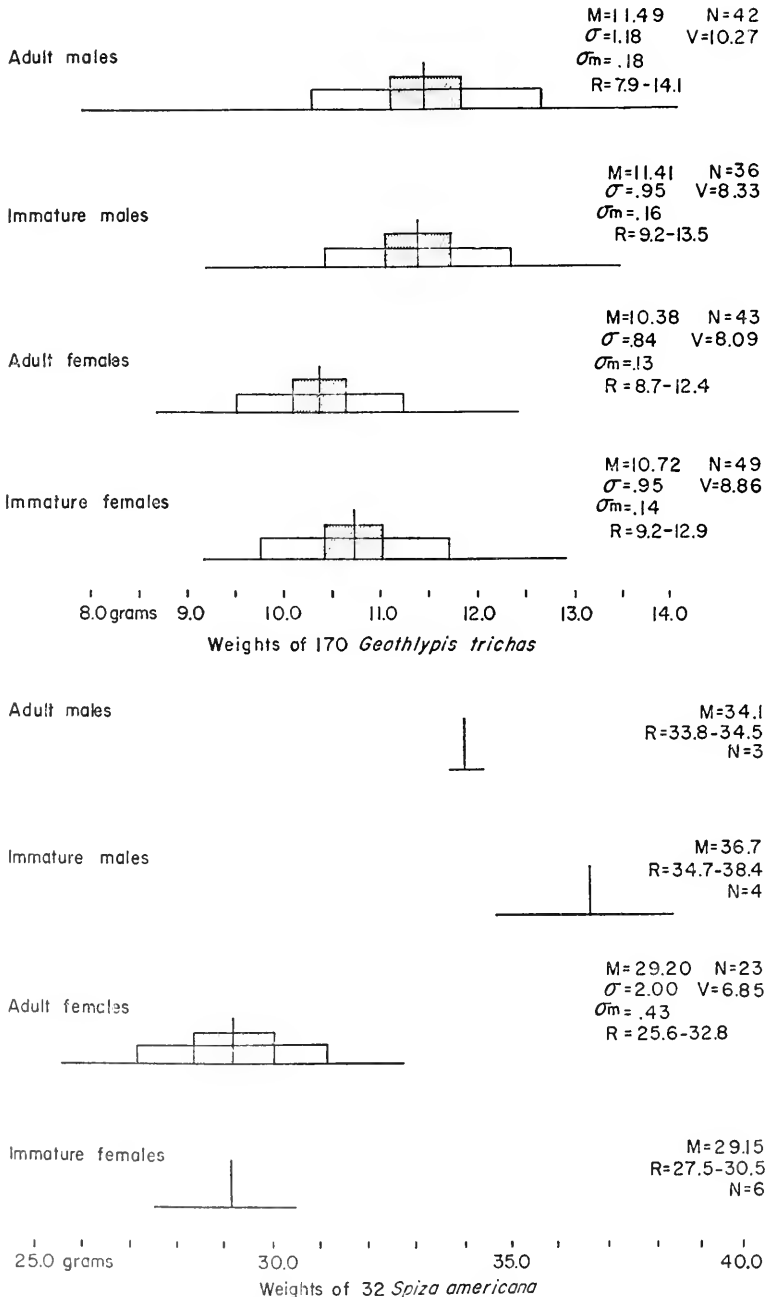 M=11.49 N=42
σ=1.18 V=10.27
Adult males
σm= .18
R=7.9-14.1
M=11.41 N=36
σ=.95 V=8.33
Immature males
σm=.16
R=9.2-13.5
M=10.38 N=43
σ=.84 V=8.09
Adult females
σm=.13
R=8.7-12.4
M=10.72 N=49
σ=.95 V=8.86
Immature females
σm=.14
R=9.2-12.9
8.0 grams 9.0 10.0 11.0 12.0 13.0 14.0
Weights of 170 Geothlypis trichas
Adult males
M=34.1
R=33.8-34.5
N=3
Immature males
M=36.7
R=34.7-38.4
N=4
M=29.20 N=23
σ=2.00 V=6.85
Adult females
σm= .43
R=25.6-32.8
Immature females
M=29.15
R=27.5-30.5
N=6
25.0 grams 30.0 35.0 40.0
Weights of 32 Spiza americana